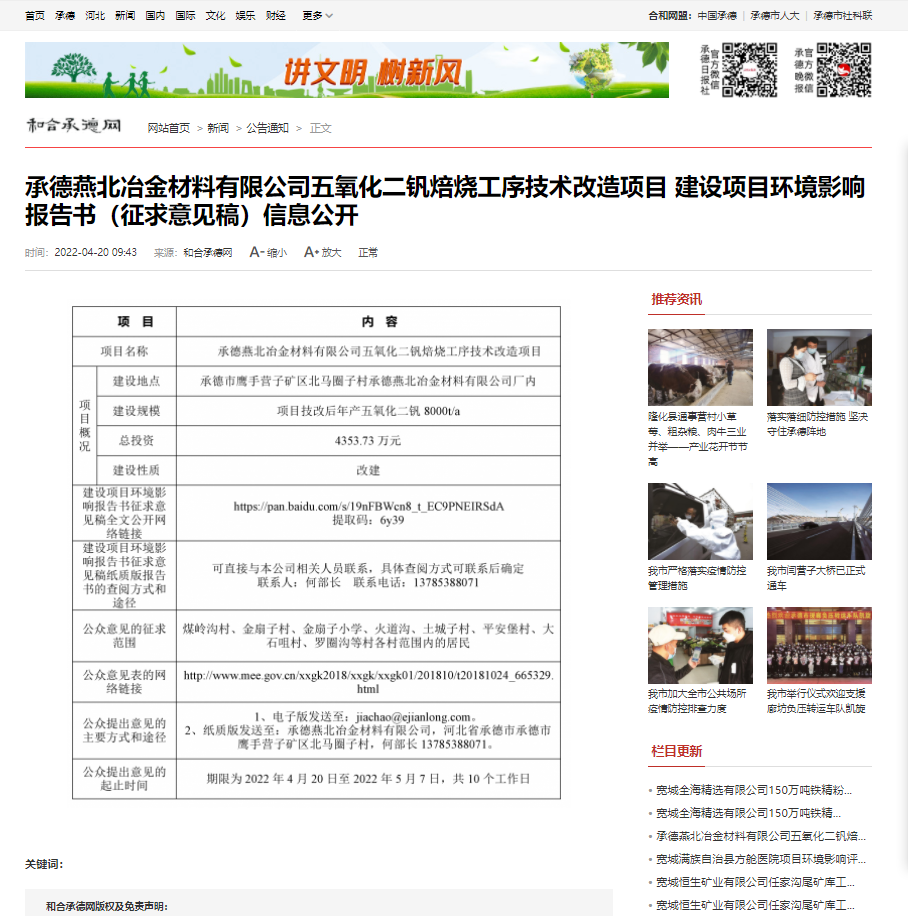 首页 承德 河北 新闻 国内 国际 文化 娱乐 财经 更多
合和网盟: 中国承德 | 承德市人大 | 承德市社科联
讲文明 树新风
承德日报社 官方微信
承德晚报 官方微信
和合承德网
网站首页 > 新闻 > 公告通知 > 正文
承德燕北冶金材料有限公司五氧化二钒焙烧工序技术改造项目 建设项目环境影响
报告书（征求意见稿）信息公开
时间: 2022-04-20 09:43 来源: 和合承德网 A- 缩小 A+ 放大 正常
项 目 内 容
项目名称 承德燕北冶金材料有限公司五氧化二钒焙烧工序技术改造项目
项目概况
建设地点 承德市鹰手营子矿区北马圈子村承德燕北冶金材料有限公司厂内
建设规模 项目技改后年产五氧化二钒 8000t/a
总投资 4353.73 万元
建设性质 改建
建设项目环境影
响报告书征求意
见稿全文公开网
络链接
https://pan.baidu.com/s/19nFBWcn8_t_EC9PNEIRSdA
提取码：6y39
建设项目环境影
响报告书征求意
见稿纸质版报告
书的查阅方式和
途径
可直接与本公司相关人员联系，具体查阅方式可联系后确定
联系人：何部长 联系电话：13785388071
公众意见的征求
范围
煤岭沟村、金扇子村、金扇子小学、火道沟、土城子村、平安堡村、大
石咀村、罗圈沟等村各村范围内的居民
公众意见表的网
络链接
http://www.mee.gov.cn/xxgk2018/xxgk/xxgk01/201810/t20181024_665329.
html
公众提出意见的
主要方式和途径
1、电子版发送至：jiachao@ejianlong.com。
2、纸质版发送至：承德燕北冶金材料有限公司，河北省承德市承德市
鹰手营子矿区北马圈子村，何部长 13785388071。
公众提出意见的
起止时间
期限为 2022 年 4 月 20 日至 2022 年 5 月 7 日，共 10 个工作日
关键词：
和合承德网版权及免责声明：
推荐资讯
隆化县通事营村小草
莓、粗杂粮、肉牛三业
并举——产业花开节节
高
落实落细防控措施 坚决
守住承德阵地
我市严格落实疫情防控
管理措施
我市闫营子大桥已正式
通车
我市加大全市公共场所
疫情防控排查力度
我市举行仪式欢迎支援
廊坊负压转运车队凯旋
栏目更新
宽城全海精选有限公司150万吨铁精粉...
宽城全海精选有限公司150万吨铁精...
承德燕北冶金材料有限公司五氧化二钒焙...
宽城满族自治县方舱医院项目环境影响评...
宽城恒生矿业有限公司任家沟尾矿库工...
宽城恒生矿业有限公司任家沟尾矿库工...